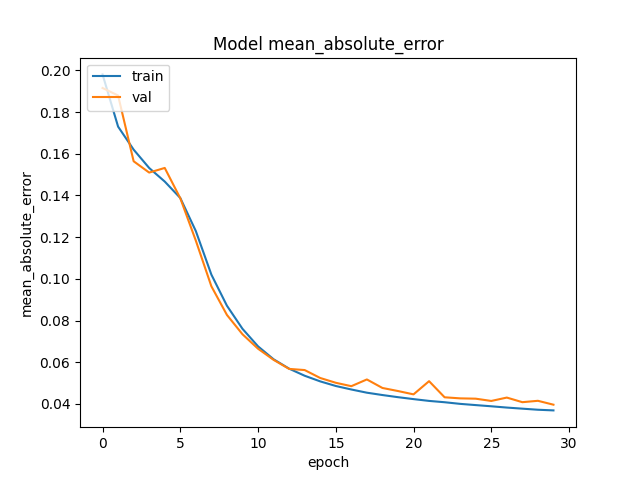 Model mean_absolute_error
train
val
mean_absolute_error
0.20
0.18
0.16
0.14
0.12
0.10
0.08
0.06
0.04
0 5 10 15 20 25 30
epoch